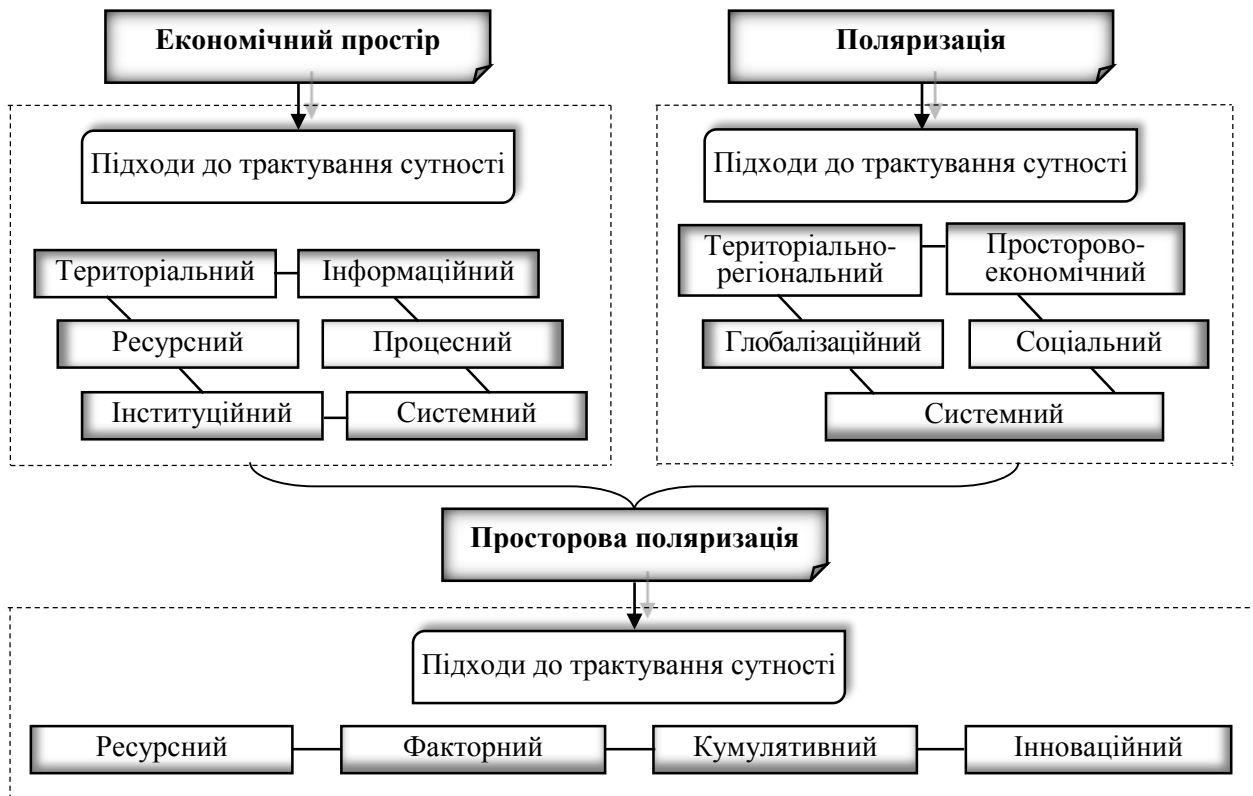 Економічний простір
Поляризація
Підходи до трактування сутності
Підходи до трактування сутності
Територіальний
Інформаційний
Ресурсний
Процесний
Інституційний
Системний
Територіально-
регіональний
Просторово-
економічний
Глобалізаційний
Соціальний
Системний
Просторова поляризація
Підходи до трактування сутності
Ресурсний
Факторний
Кумулятивний
Інноваційний